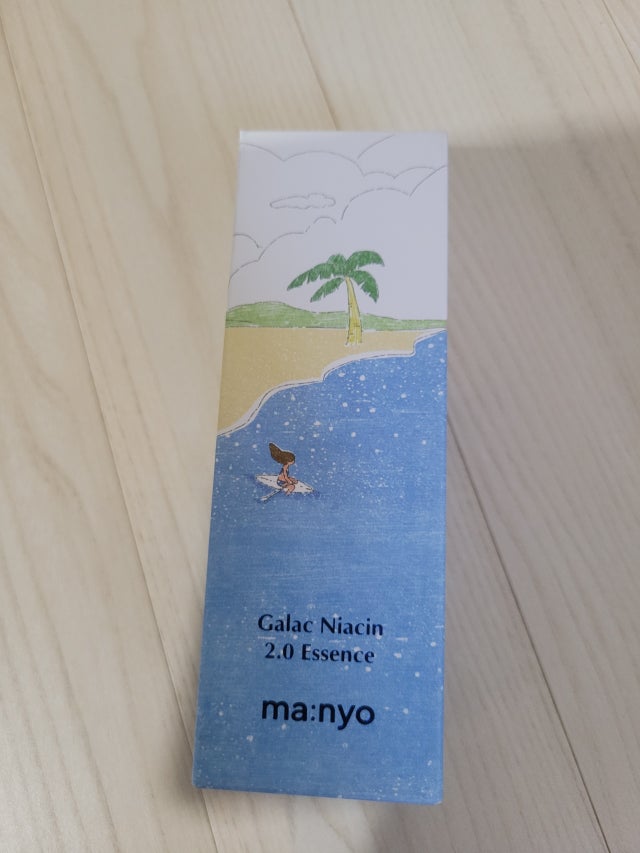 Galac Niacin
2.0 Essence
ma:nyo